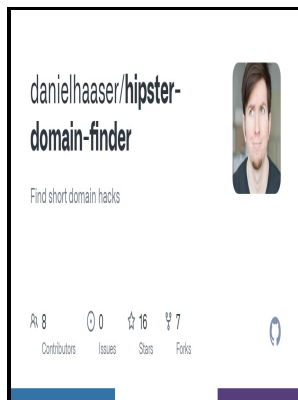 danielhaaser/hipster-
domain-finder
Find short domain hacks
8 0 16 7
Contributors Issues Stars Forks